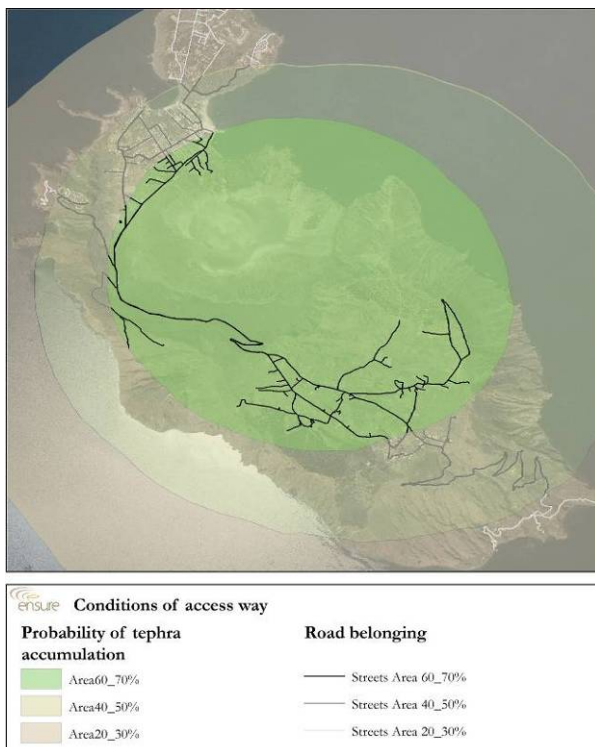 ensure Conditions of access way
Probability of tephra
accumulation
Area60_70%
Area40_50%
Area20_30%
Road belonging
Streets Area 60_70%
Streets Area 40_50%
Streets Area 20_30%